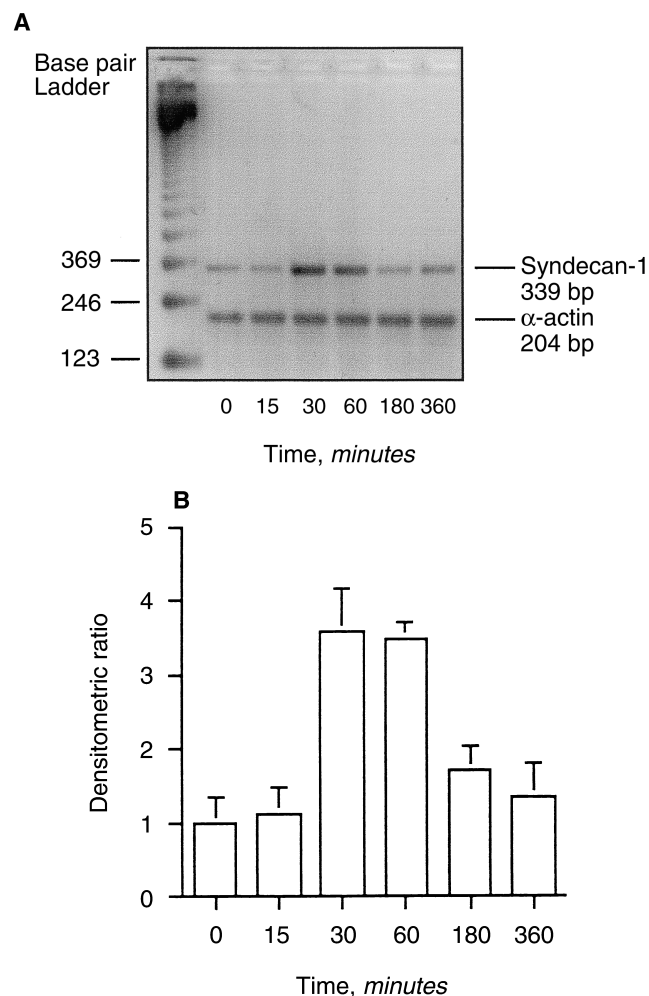 A
Base pair
Ladder
369
246
123
Syndecan-1
339 bp
α-actin
204 bp
0 15 30 60 180 360
Time, minutes
B
5
4
3
2
1
0
Densitometric ratio
0 15 30 60 180 360
Time, minutes